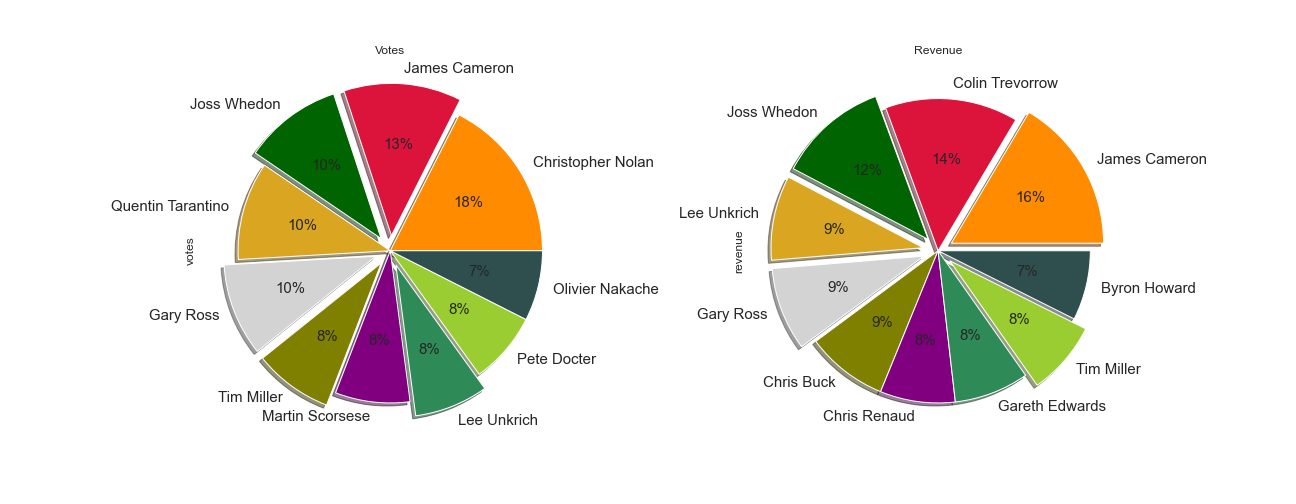 Votes
James Cameron
Joss Whedon
13%
10%
Christopher Nolan
18%
Quentin Tarantino
10%
votes
10%
Gary Ross
7%
Olivier Nakache
8%
Pete Docter
8%
8%
8%
Tim Miller
Martin Scorsese
Lee Unkrich
Revenue
Colin Trevorrow
Joss Whedon
14%
12%
James Cameron
16%
Lee Unkrich
9%
revenue
9%
Gary Ross
7%
Byron Howard
9%
8%
8%
8%
Tim Miller
Chris Buck
Chris Renaud
Gareth Edwards